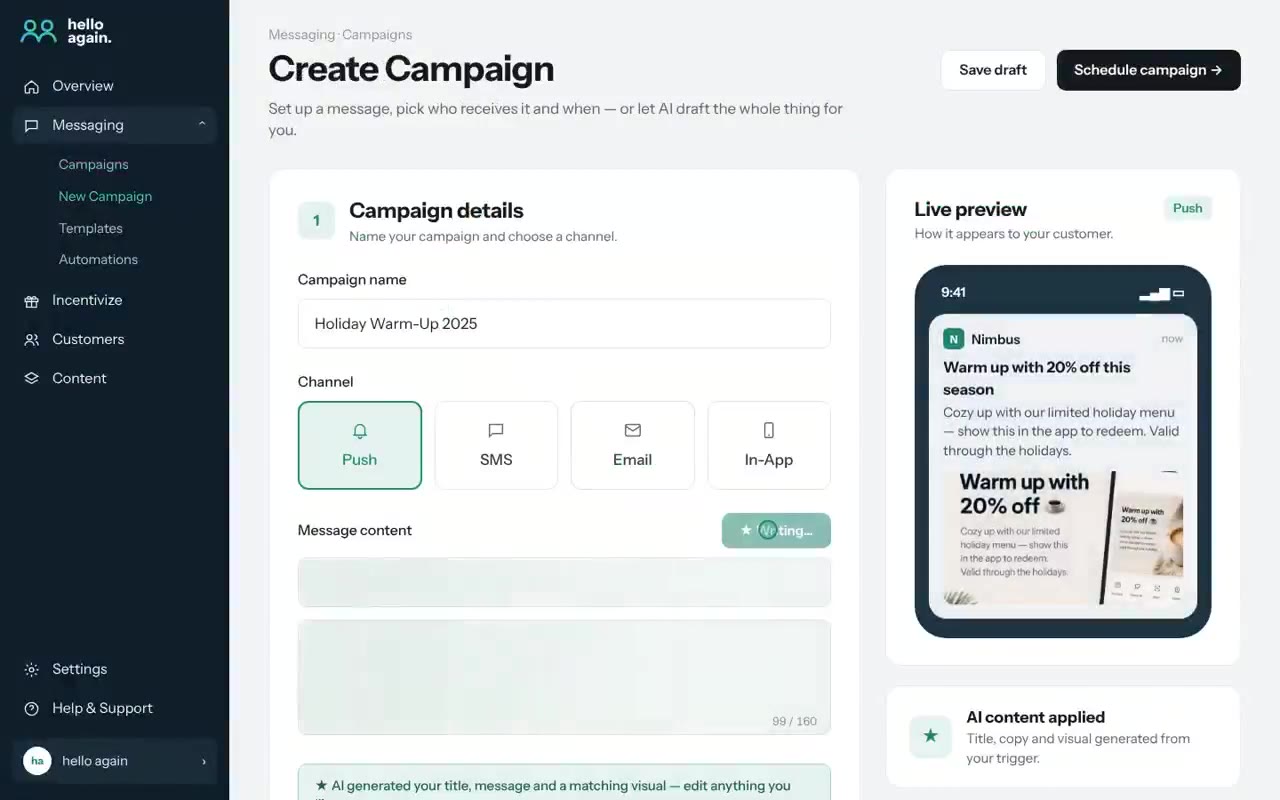 hello
again.
Overview
Messaging
Campaigns
New Campaign
Templates
Automations
Incentivize
Customers
Content
Settings
Help & Support
ha
hello again
Messaging · Campaigns
Create Campaign
Set up a message, pick who receives it and when — or let AI draft the whole thing for
you.
Save draft
Schedule campaign →
1
Campaign details
Name your campaign and choose a channel.
Campaign name
Holiday Warm-Up 2025
Channel
Push
SMS
Email
In-App
Message content
★ Writing...
99 / 160
★ AI generated your title, message and a matching visual — edit anything you
Live preview
Push
How it appears to your customer.
9:41
N
Nimbus
now
Warm up with 20% off this
season
Cozy up with our limited holiday menu
— show this in the app to redeem. Valid
through the holidays.
Warm up with
20% off
Cozy up with our limited
holiday menu — show this
in the app to redeem.
Valid through the holidays.
Warm up with
20% off
AI content applied
Title, copy and visual generated from
your trigger.